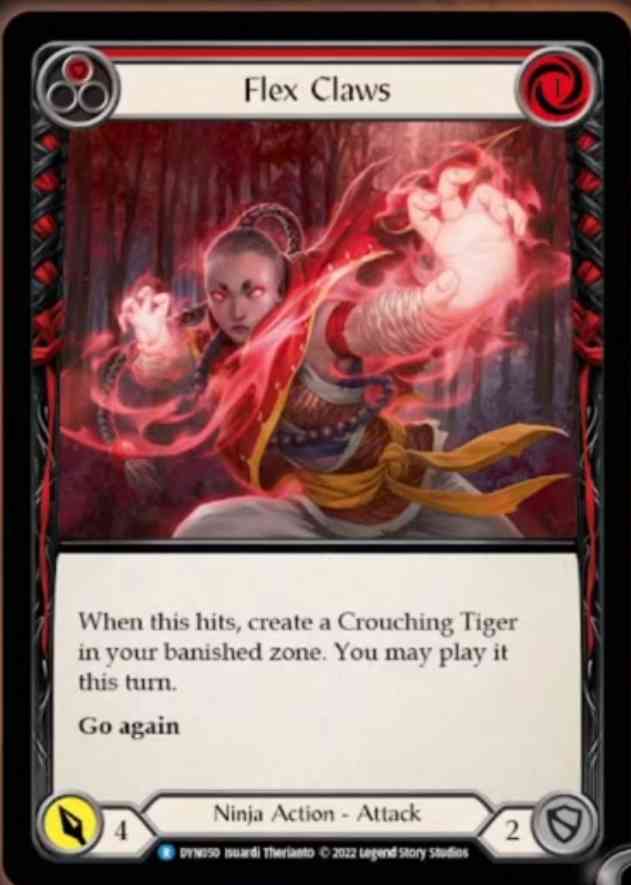 Flex Claws
1
When this hits, create a Crouching Tiger
in your banished zone. You may play it
this turn.
Go again
4
Ninja Action - Attack
2
R DYN050 Isuardi Therianto © 2022 Legend Story Studios